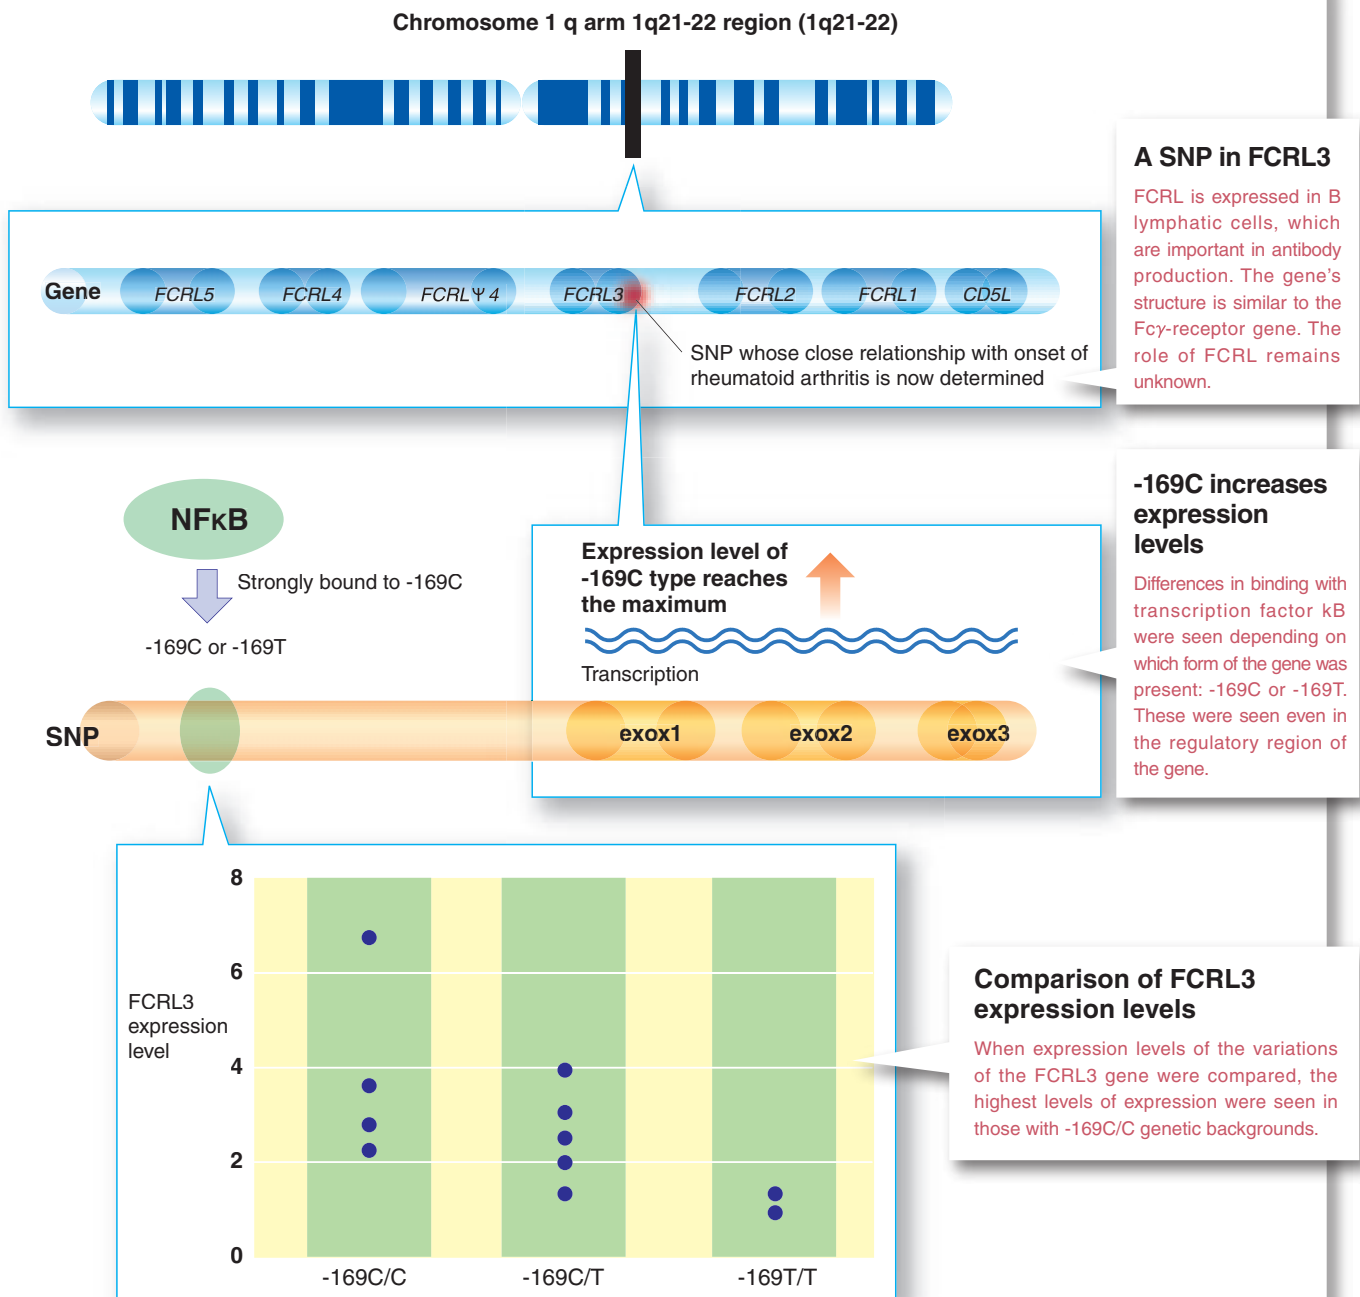 Chromosome 1 q arm 1q21-22 region (1q21-22)
A SNP in FCRL3
FCRL is expressed in B
lymphatic cells, which
are important in antibody
production. The gene's
structure is similar to the
Fcγ-receptor gene. The
role of FCRL remains
unknown.
Gene
FCRL5
FCRL4
FCRLΨ 4
FCRL3
FCRL2
FCRL1
CD5L
SNP whose close relationship with onset of
rheumatoid arthritis is now determined
NFκB
Strongly bound to -169C
-169C or -169T
Expression level of
-169C type reaches
the maximum
Transcription
SNP
exox1
exox2
exox3
-169C increases
expression
levels
Differences in binding with
transcription factor kB
were seen depending on
which form of the gene was
present: -169C or -169T.
These were seen even in
the regulatory region of
the gene.
FCRL3
expression
level
8
6
4
2
0
-169C/C
-169C/T
-169T/T
Comparison of FCRL3
expression levels
When expression levels of the variations
of the FCRL3 gene were compared, the
highest levels of expression were seen in
those with -169C/C genetic backgrounds.